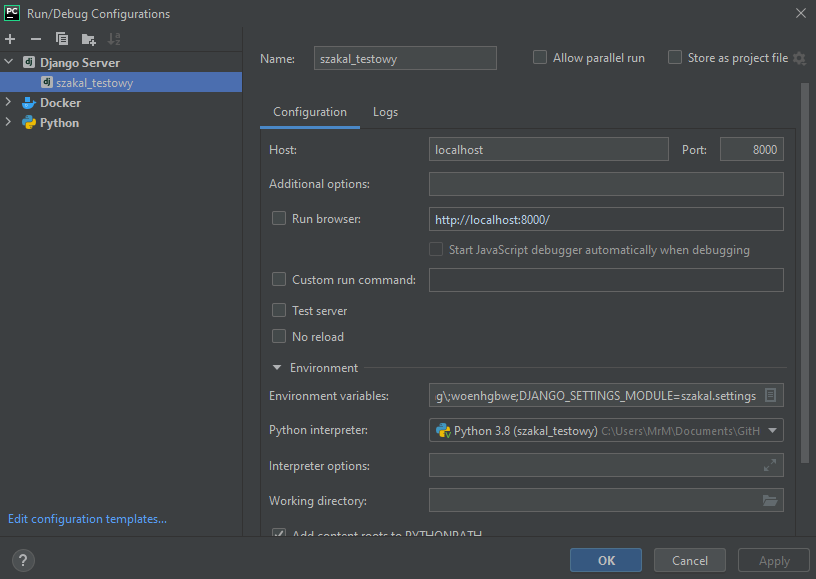 PC Run/Debug Configurations
Django Server
szakal_testowy
Docker
Python
Edit configuration templates...
Name: szakal_testowy Allow parallel run Store as project file
Configuration Logs
Host: localhost Port: 8000
Additional options:
Run browser: http://localhost:8000/
Start JavaScript debugger automatically when debugging
Custom run command:
Test server
No reload
Environment
Environment variables: g\;woenhgbwe;DJANGO_SETTINGS_MODULE=szakal.settings
Python interpreter: Python 3.8 (szakal_testowy) C:\Users\MrM\Documents\GitH
Interpreter options:
Working directory:
Add content roots to PYTHONPATH
? OK Cancel Apply